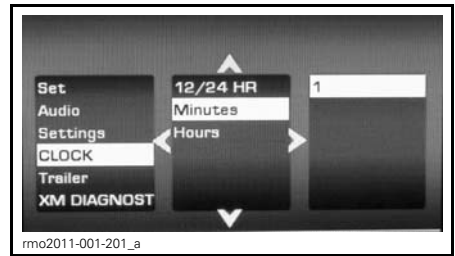 Set
Audio
Settings
CLOCK
Trailer
XM DIAGNOST
12/24 HR
Minutes
Hours
1
rmo2011-001-201_a